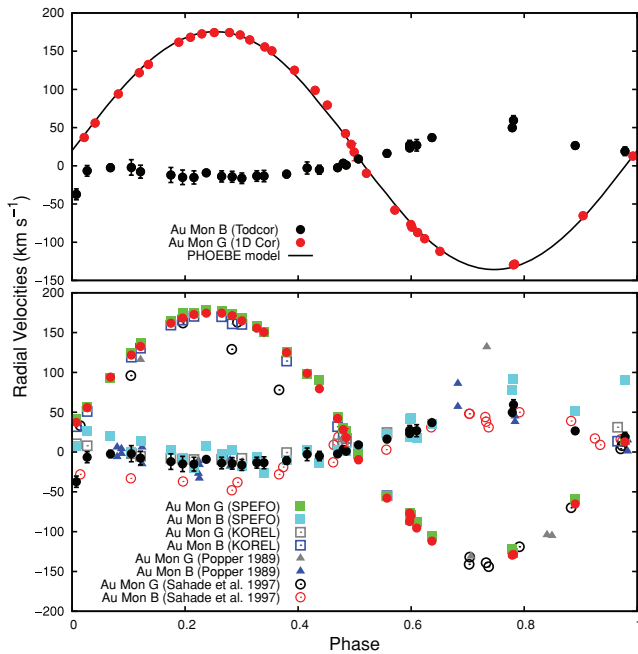 200
150
100
50
0
−50
−100
−150
Au Mon B (Todcor)
Au Mon G (1D Cor)
PHOEBE model
Radial Velocities (km s⁻¹)
200
150
100
50
0
−50
−100
−150
−200
Au Mon G (SPEFO)
Au Mon B (SPEFO)
Au Mon G (KOREL)
Au Mon B (KOREL)
Au Mon G (Popper 1989)
Au Mon B (Popper 1989)
Au Mon G (Sahade et al. 1997)
Au Mon B (Sahade et al. 1997)
0 0.2 0.4 0.6 0.8 1
Phase